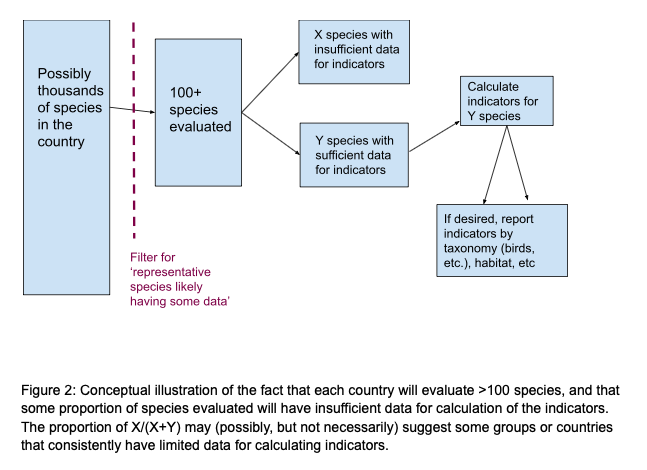 Possibly
thousands
of species
in the
country
100+
species
evaluated
X species with
insufficient data
for indicators
Y species with
sufficient data
for indicators
Calculate
indicators for
Y species
If desired, report
indicators by
taxonomy (birds,
etc.), habitat, etc
Filter for
‘representative
species likely
having some data’
Figure 2: Conceptual illustration of the fact that each country will evaluate >100 species, and that
some proportion of species evaluated will have insufficient data for calculation of the indicators.
The proportion of X/(X+Y) may (possibly, but not necessarily) suggest some groups or countries
that consistently have limited data for calculating indicators.